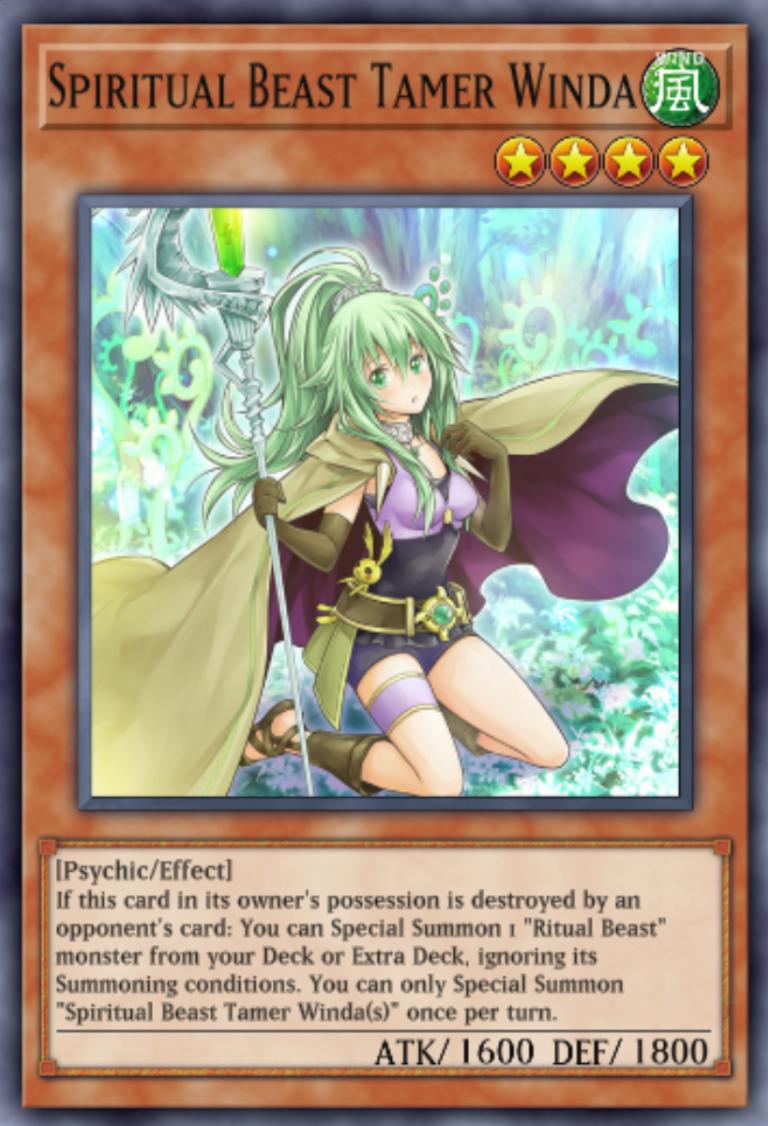 SPIRITUAL BEAST TAMER WINDA
WIND
風
[Psychic/Effect]
If this card in its owner's possession is destroyed by an
opponent's card: You can Special Summon 1 "Ritual Beast"
monster from your Deck or Extra Deck, ignoring its
Summoning conditions. You can only Special Summon
"Spiritual Beast Tamer Winda(s)" once per turn.
ATK/ 1600 DEF/ 1800